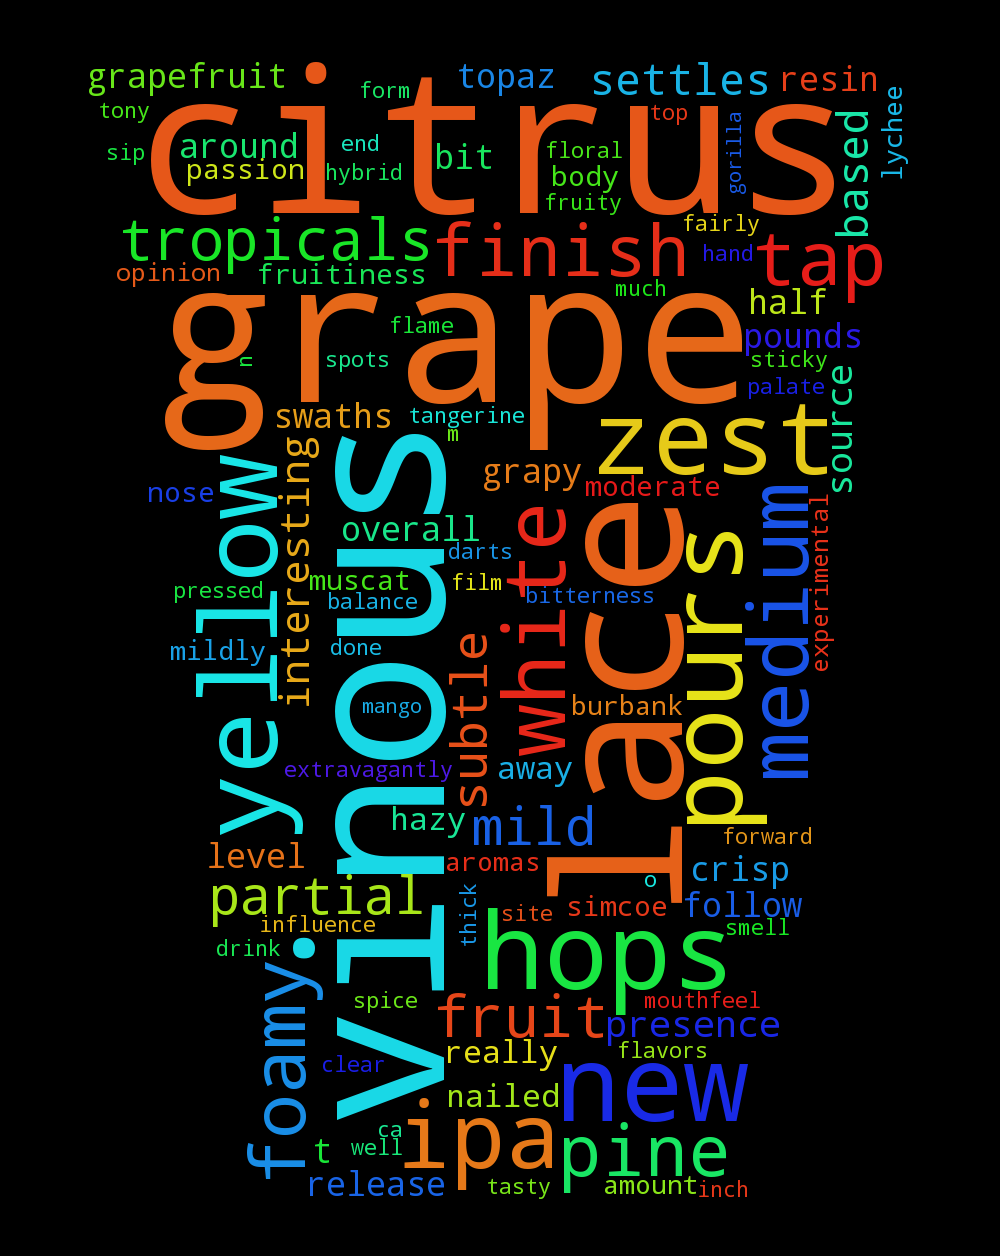 grapefruit
topaz
settles
resin
form
tony
top
lychee
citrus
sip
around
end
bit
floral
gorilla
based
passion
hybrid
body
fruity
fairly
tropicals
finish
hand
tap
opinion
fruitiness
much
half
grape
flame
pounds
n
spots
sticky
palate
source
swaths
tangerine
m
zest
yellow
interesting
vinous
grapy
moderate
nose
overall
white
lace
pours
medium
experimental
darts
pressed
muscat
film
balance
bitterness
mildly
done
subtle
mango
burbank
extravagantly
away
hazy
mild
forward
level
aromas
crisp
partial
thick
o
simcoe
follow
influence
site
drink
hops
smell
foamy
spice
fruit
mouthfeel
presence
clear
really
flavors
nailed
new
ca
ipa
t
well
pine
release
tasty
amount
inch